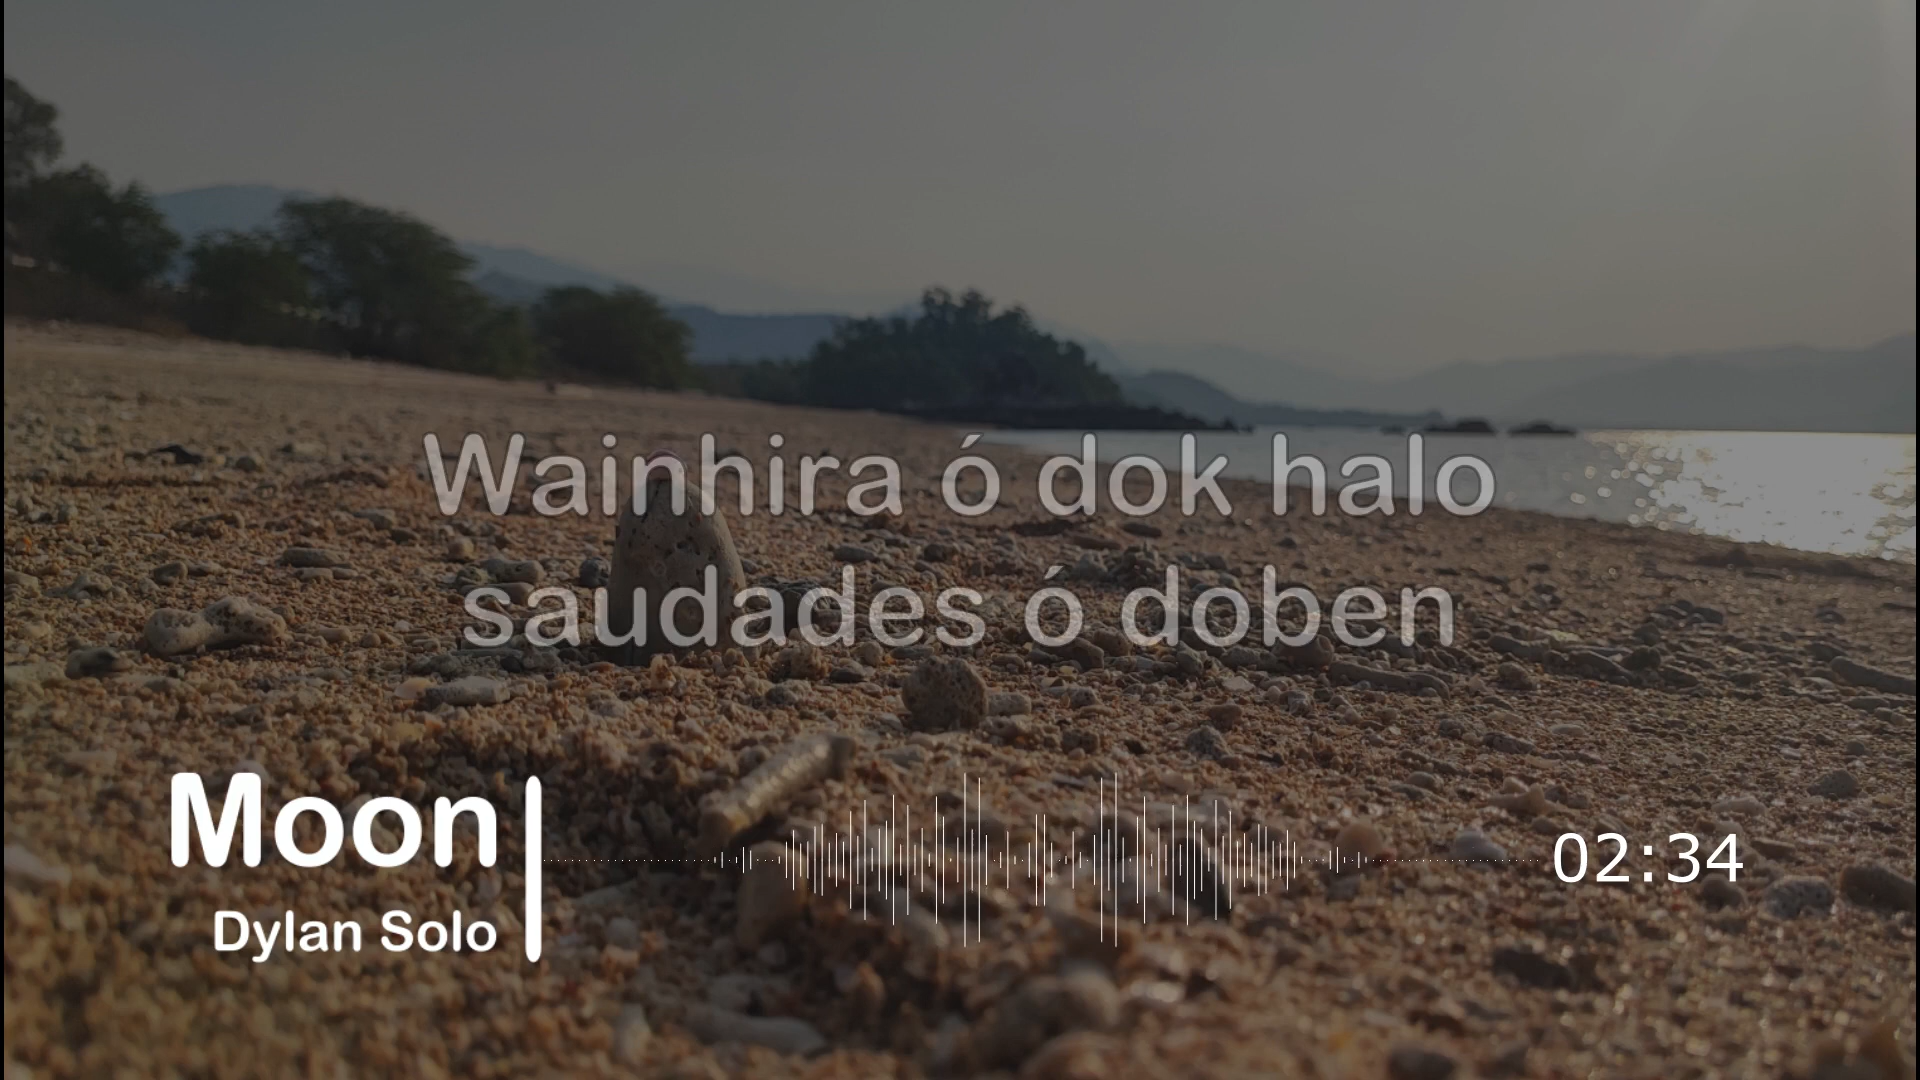 Wainhira ó dok halo
saudades ó doben
Moon
Dylan Solo
02:34